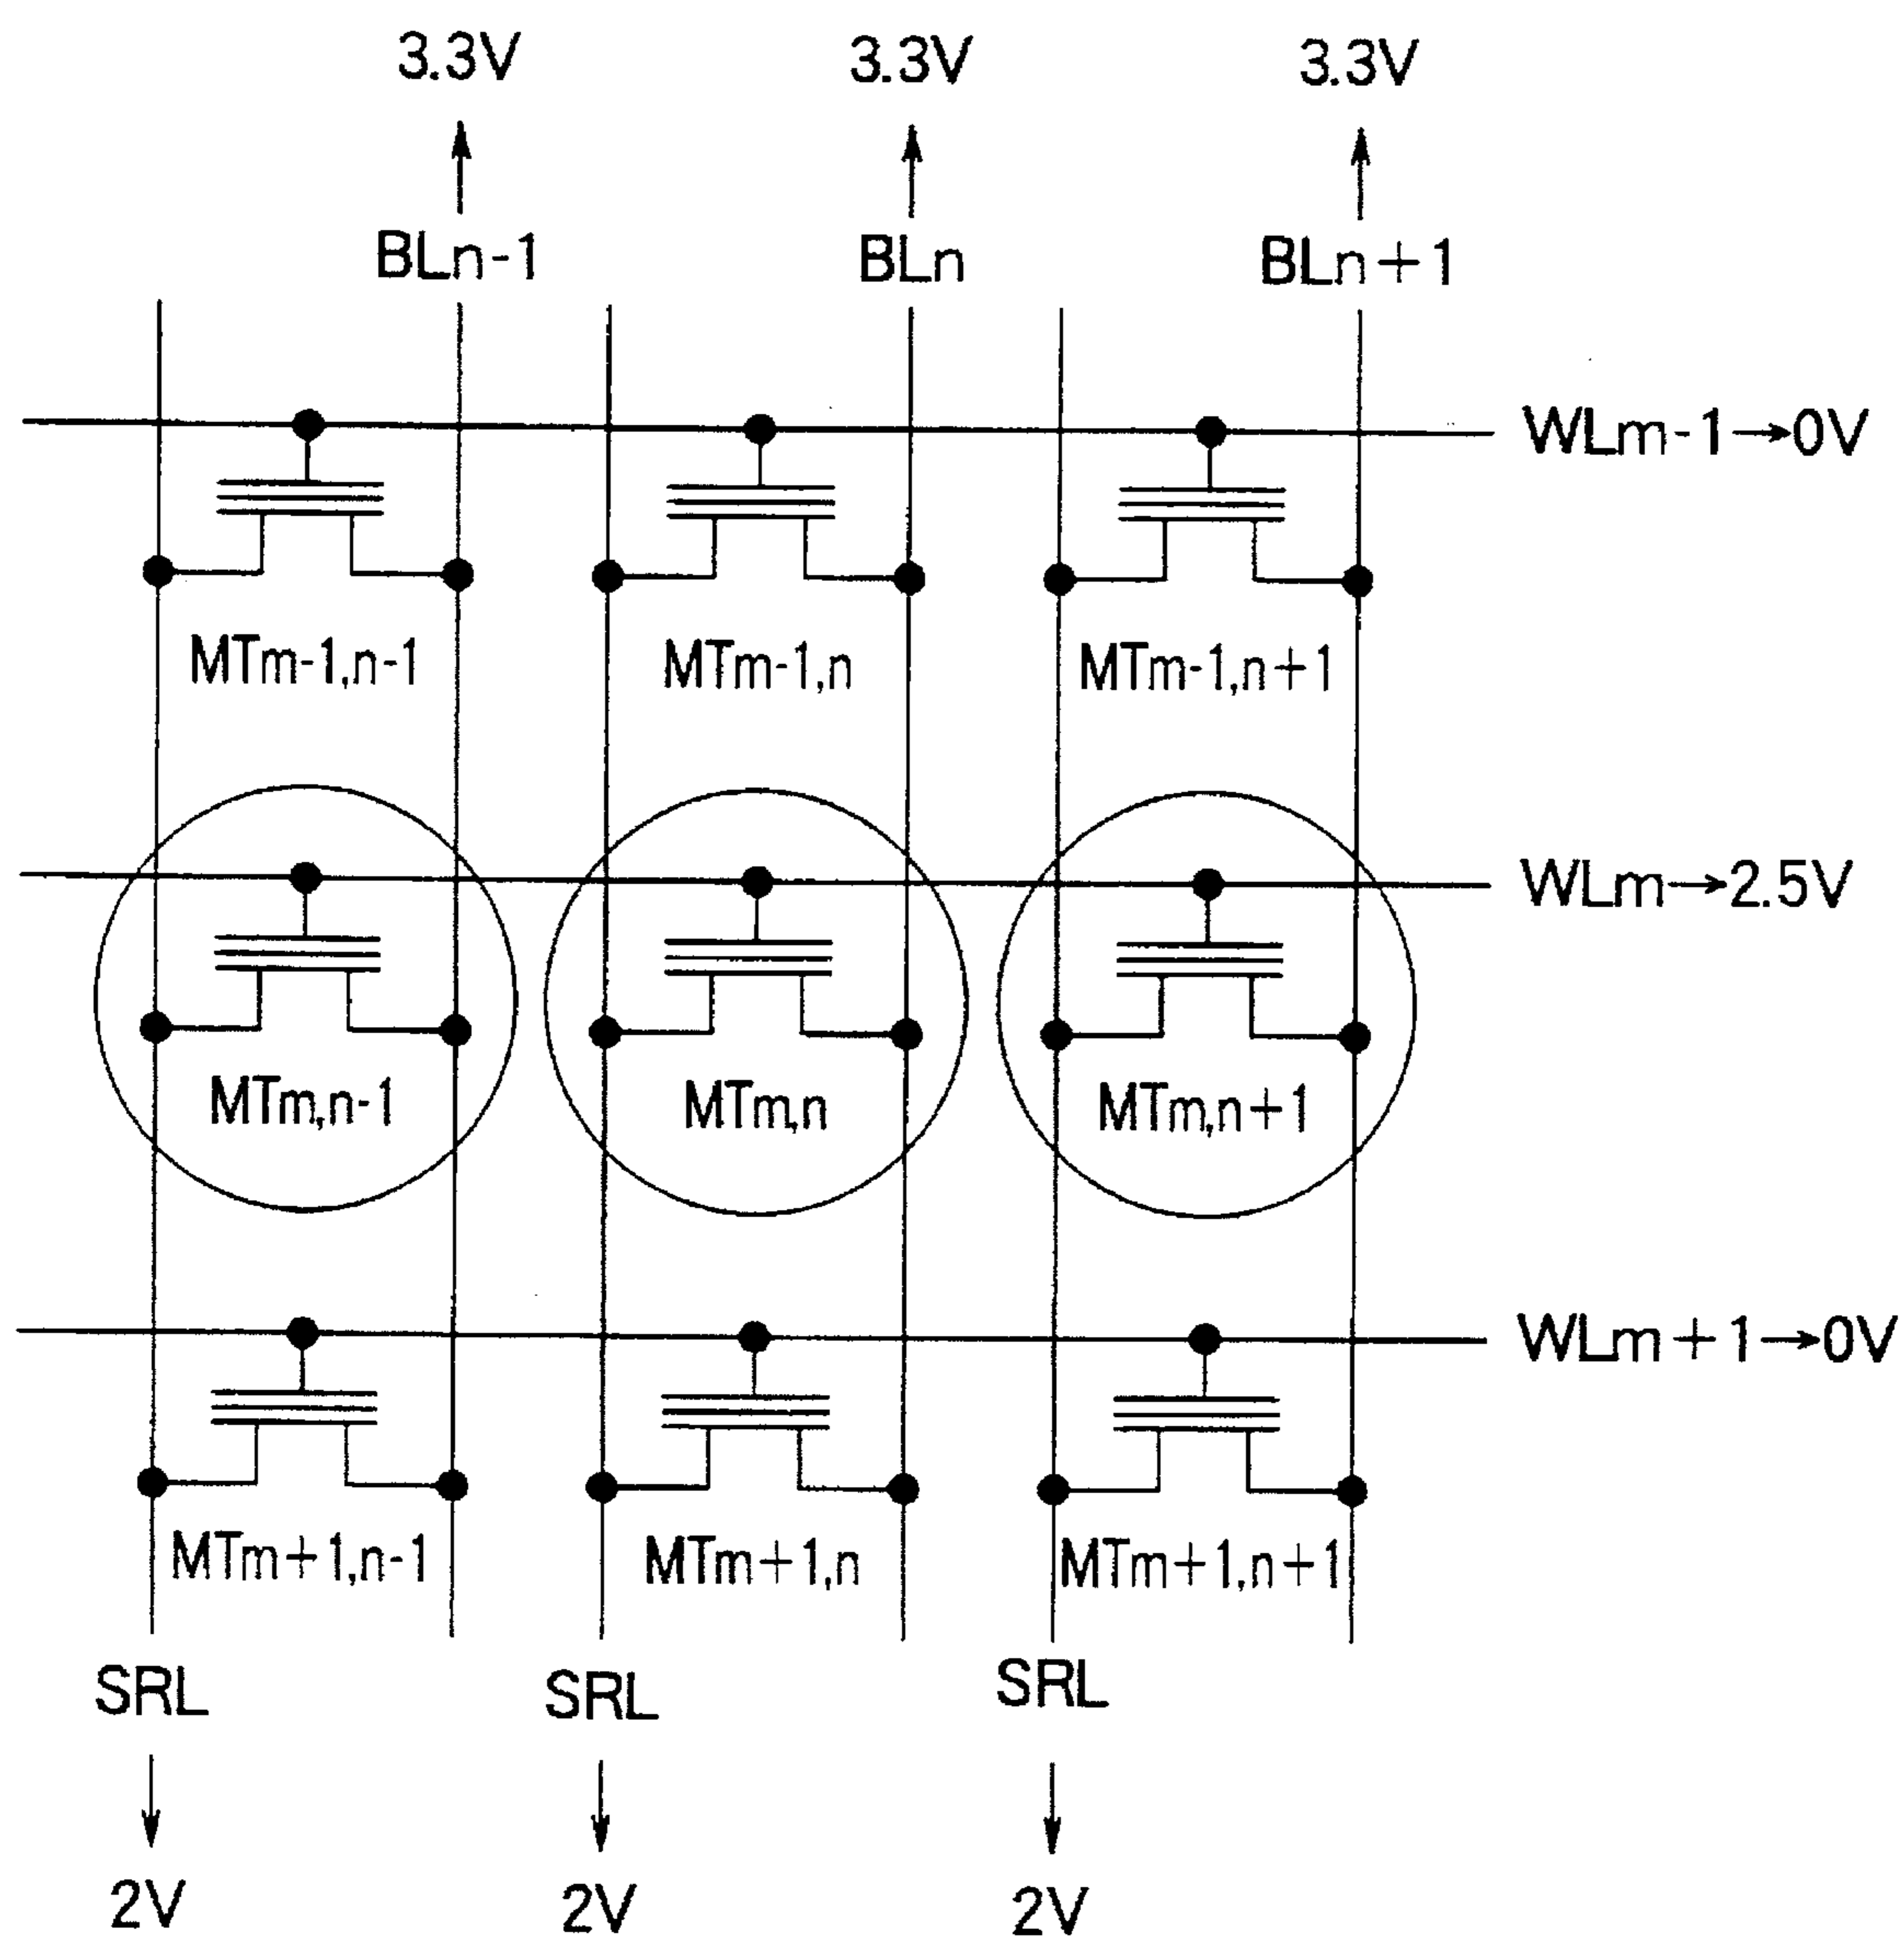 3.3V 3.3V 3.3V
BLn-1 BLn BLn+1
WLm-1→0V
MTm-1,n-1 MTm-1,n MTm-1,n+1
WLm→2.5V
MTm,n-1 MTm,n MTm,n+1
WLm+1→0V
MTm+1,n-1 MTm+1,n MTm+1,n+1
SRL SRL SRL
2V 2V 2V